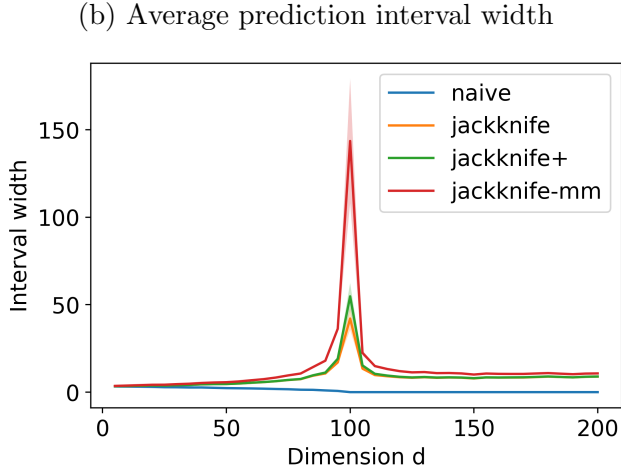 (b) Average prediction interval width
naive
jackknife
jackknife+
jackknife-mm
Interval width
150
100
50
0
0
50
100
150
200
Dimension d